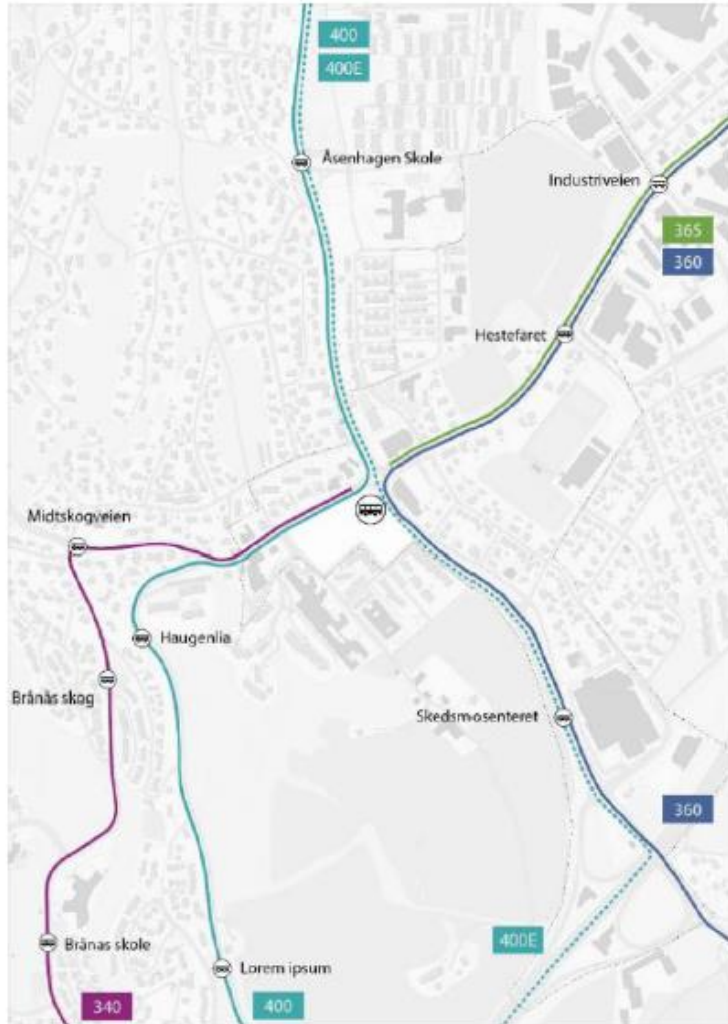 400
400E
Åsenhagen Skole
Industriveien
365
360
Hestefaret
Midtskogveien
Haugenlia
Brånås skog
Skedsmosenteret
360
400E
Brånas skole
Lorem ipsum
340
400